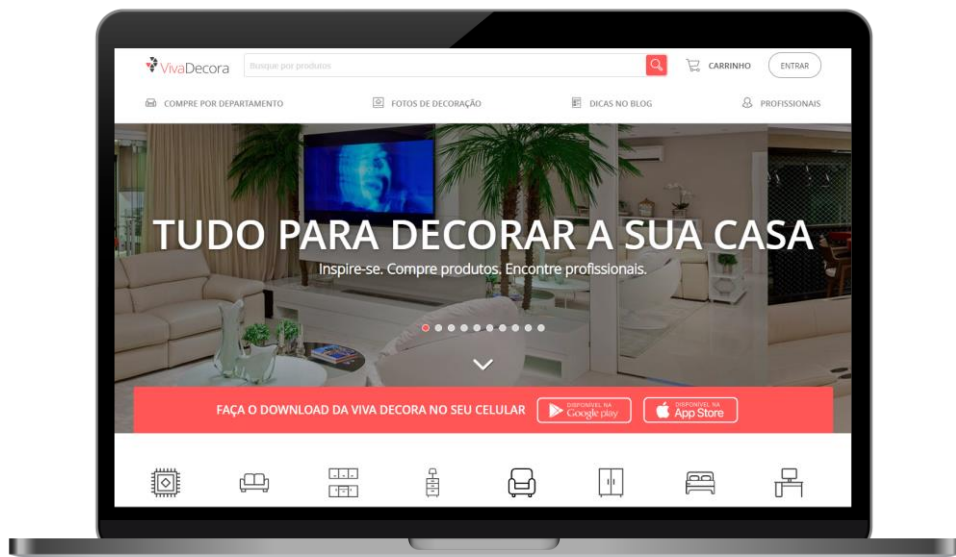 VivaDecora
Busque por produtos
CARRINHO
ENTRAR
COMPRE POR DEPARTAMENTO
FOTOS DE DECORAÇÃO
DICAS NO BLOG
PROFISSIONAIS
TUDO PARA DECORAR A SUA CASA
Inspire-se. Compre produtos. Encontre profissionais.
FAÇA O DOWNLOAD DA VIVA DECORA NO SEU CELULAR
DISPONÍVEL NA
Google play
DISPONÍVEL NA
App Store